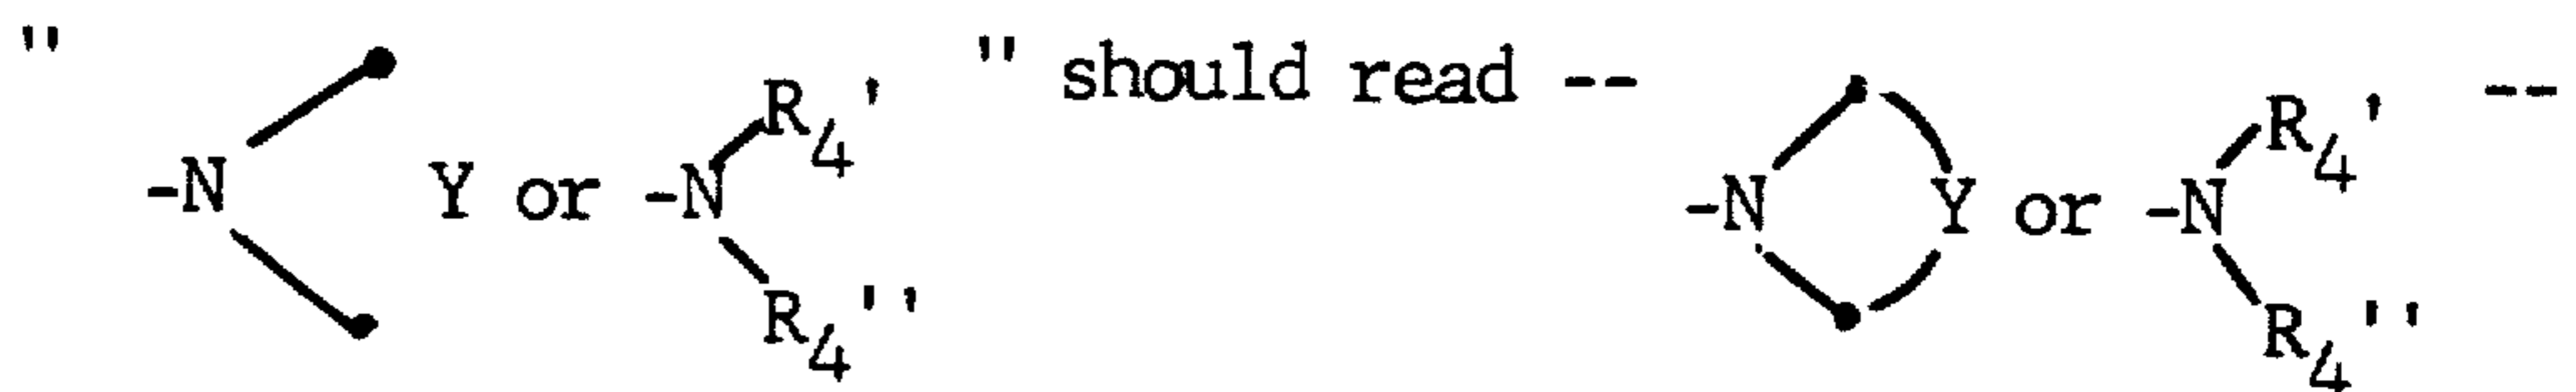 " -N Y or -N R4' R4'' " should read -- -N Y or -N R4' R4'' --